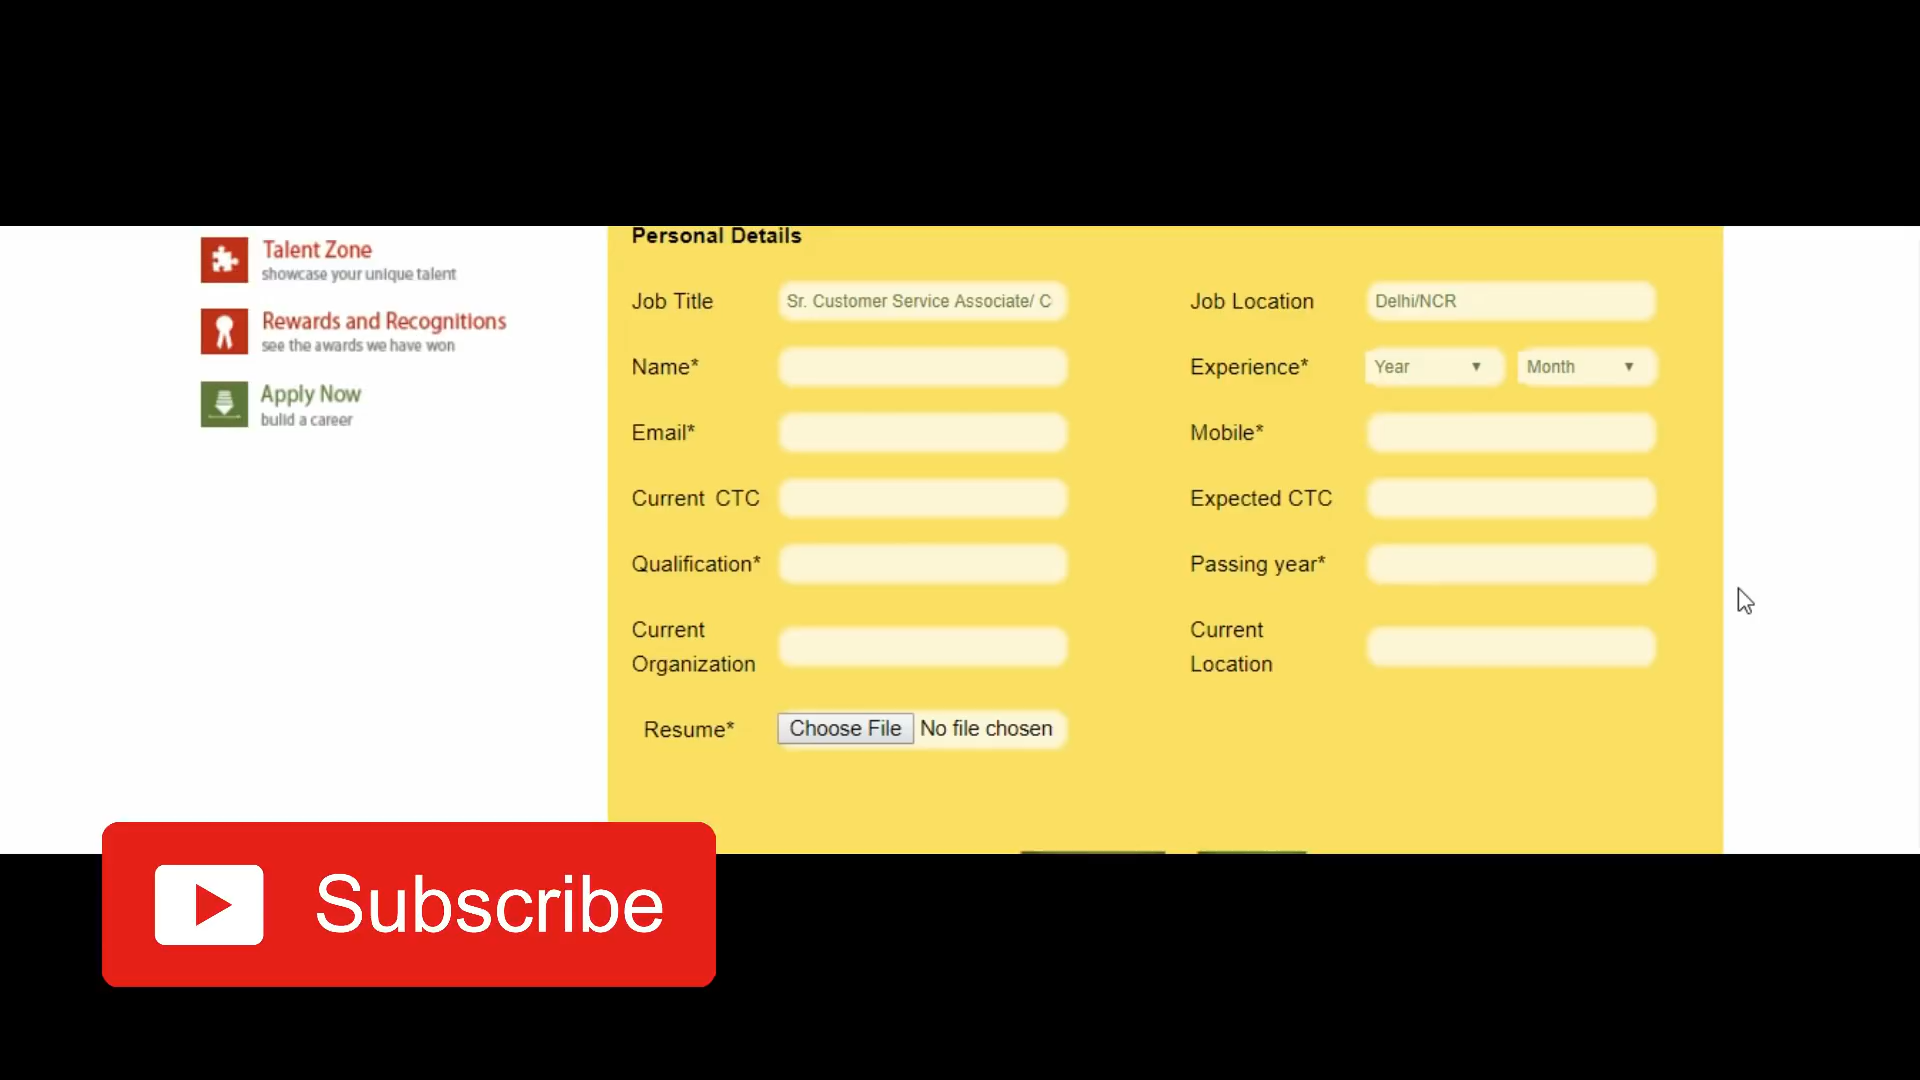 Talent Zone
showcase your unique talent
Rewards and Recognitions
see the awards we have won
Apply Now
bulid a career
Personal Details
Job Title Sr. Customer Service Associate/ C Job Location Delhi/NCR
Name* Experience* Year Month
Email* Mobile*
Current CTC Expected CTC
Qualification* Passing year*
Current Organization Current Location
Resume* Choose File No file chosen
Subscribe